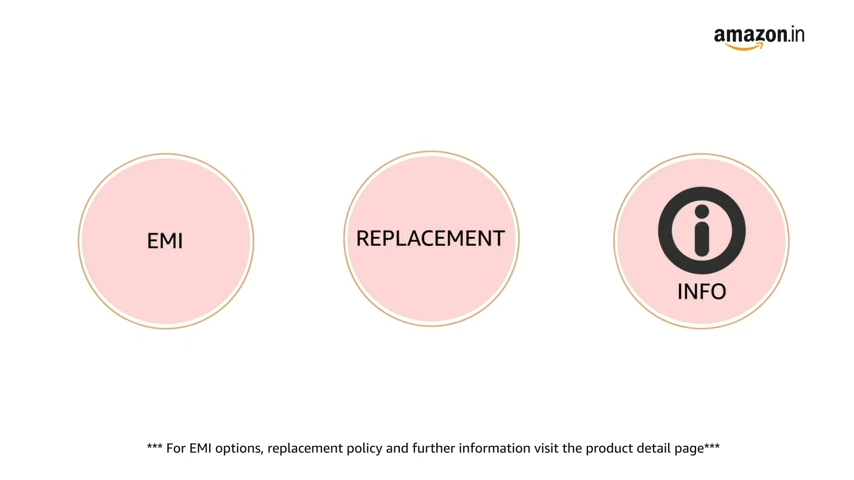 amazon.in
EMI
REPLACEMENT
INFO
*** For EMI options, replacement policy and further information visit the product detail page***